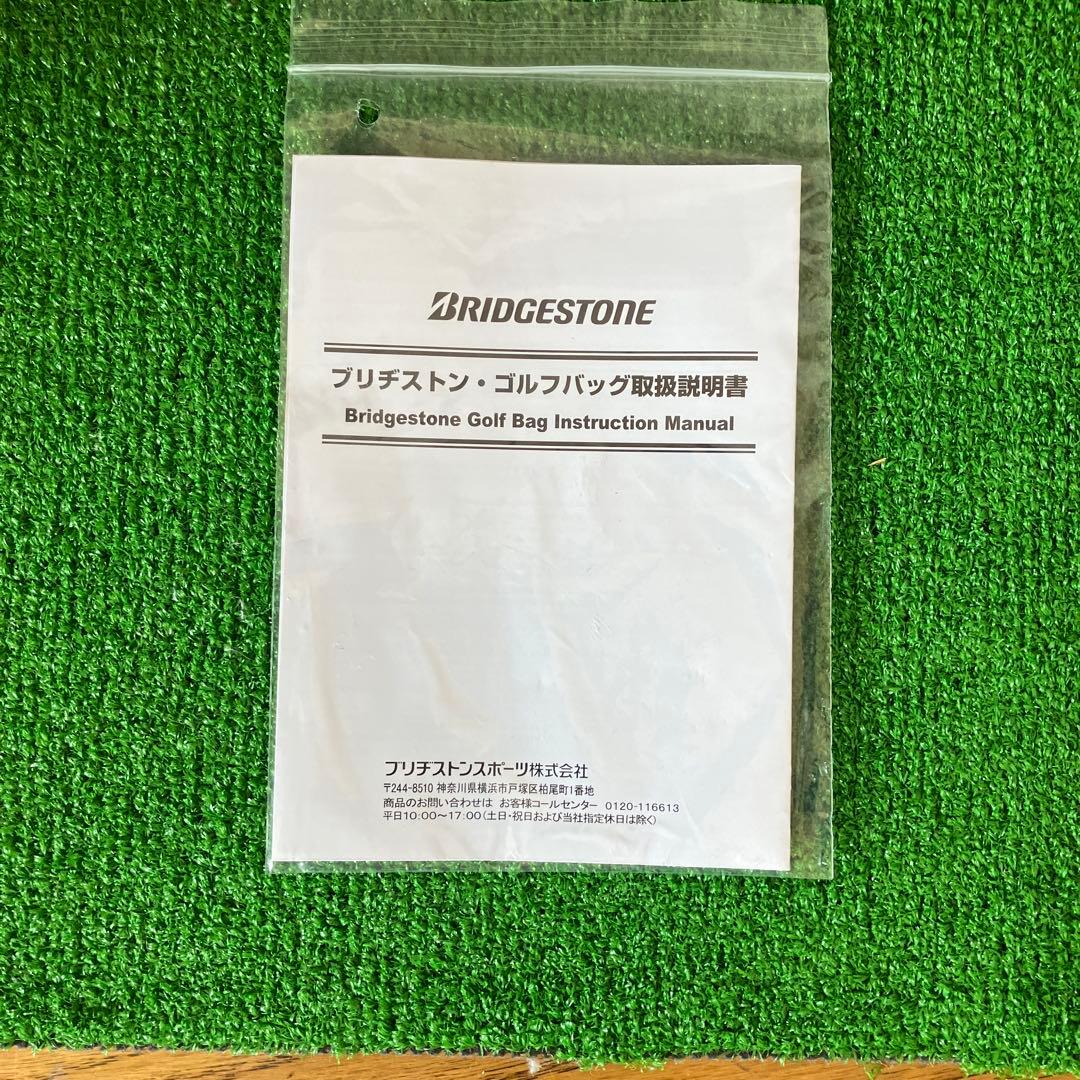 BRIDGESTONE
ブリヂストン・ゴルフバッグ取扱説明書
Bridgestone Golf Bag Instruction Manual
ブリヂストンスポーツ株式会社
〒244-8510 神奈川県横浜市戸塚区柏尾町1番地
商品のお問い合わせは お客様コールセンター 0120-116613
平日10:00〜17:00(土日・祝日および当社指定休日は除く)